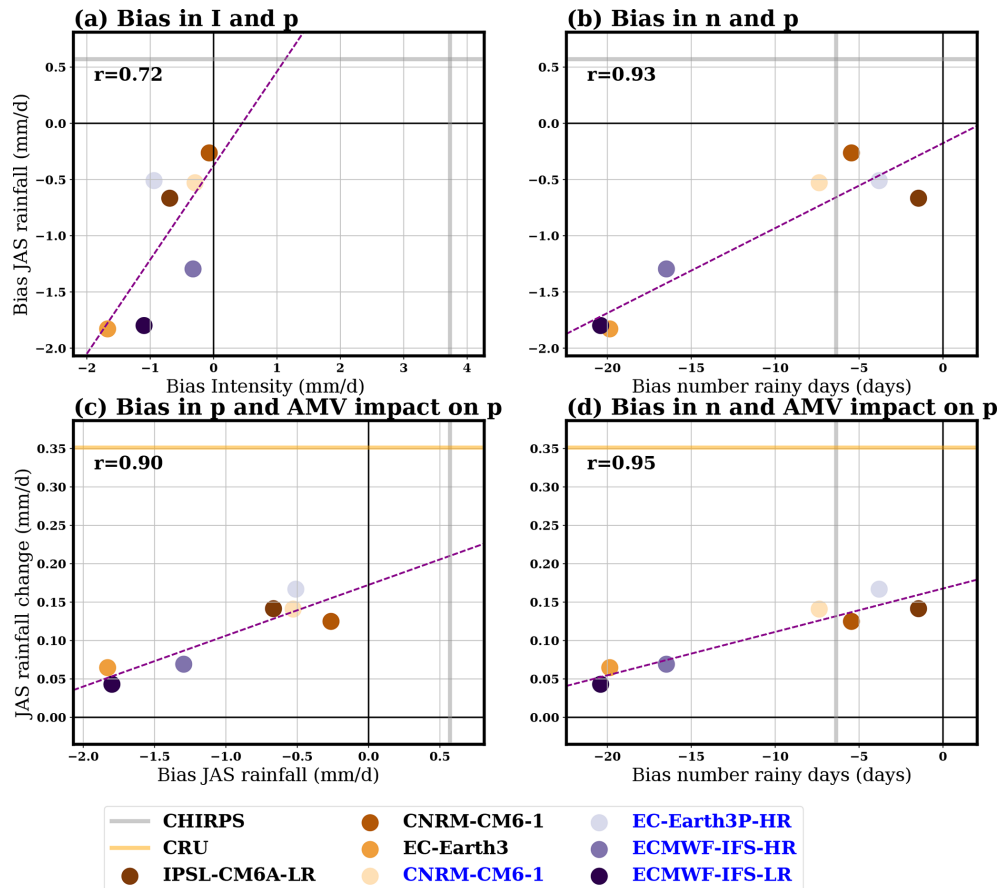 (a) Bias in I and p
r=0.72
Bias JAS rainfall (mm/d)
0.5
0.0
−0.5
−1.0
−1.5
−2.0
−2 −1 0 1 2 3 4
Bias Intensity (mm/d)
(b) Bias in n and p
r=0.93
0.5
0.0
−0.5
−1.0
−1.5
−2.0
−20 −15 −10 −5 0
Bias number rainy days (days)
(c) Bias in p and AMV impact on p
r=0.90
JAS rainfall change (mm/d)
0.35
0.30
0.25
0.20
0.15
0.10
0.05
0.00
−2.0 −1.5 −1.0 −0.5 0.0 0.5
Bias JAS rainfall (mm/d)
(d) Bias in n and AMV impact on p
r=0.95
0.35
0.30
0.25
0.20
0.15
0.10
0.05
0.00
−20 −15 −10 −5 0
Bias number rainy days (days)
CHIRPS
CRU
IPSL-CM6A-LR
CNRM-CM6-1
EC-Earth3
CNRM-CM6-1
EC-Earth3P-HR
ECMWF-IFS-HR
ECMWF-IFS-LR